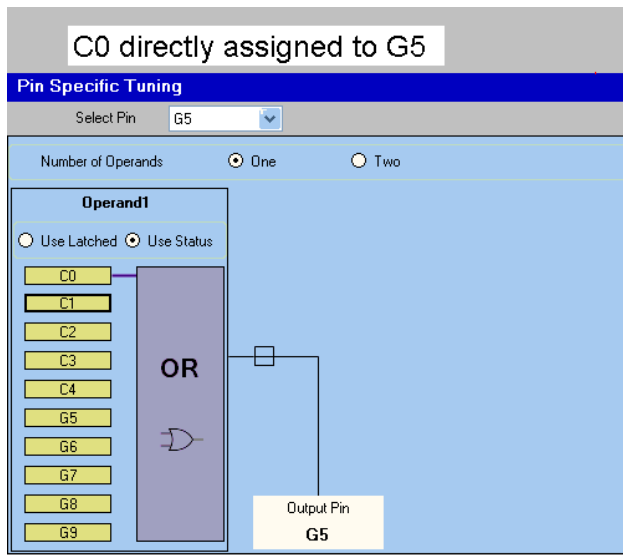 C0 directly assigned to G5
Pin Specific Tuning
Select Pin G5
Number of Operands One Two
Operand1
Use Latched Use Status
C0
C1
C2
C3
C4
G5
G6
G7
G8
G9
OR
Output Pin
G5